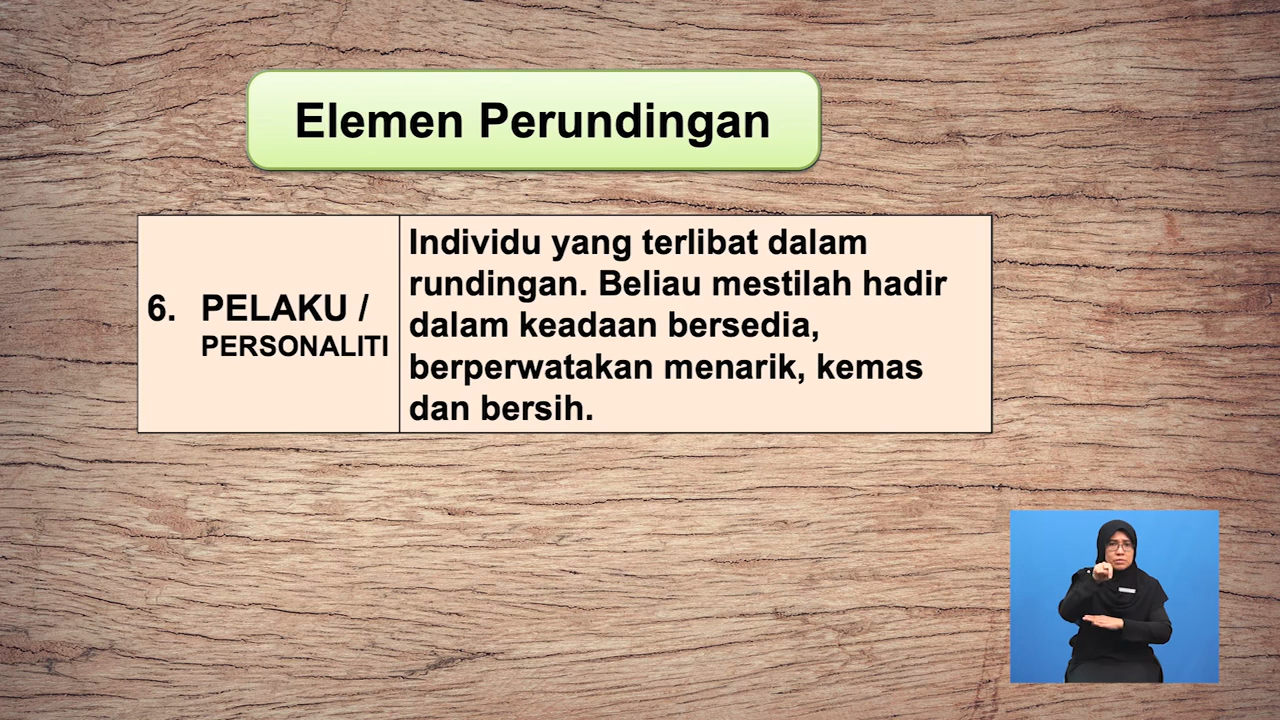 Elemen Perundingan
6. PELAKU /
PERSONALITI
Individu yang terlibat dalam
rundingan. Beliau mestilah hadir
dalam keadaan bersedia,
berperwatakan menarik, kemas
dan bersih.